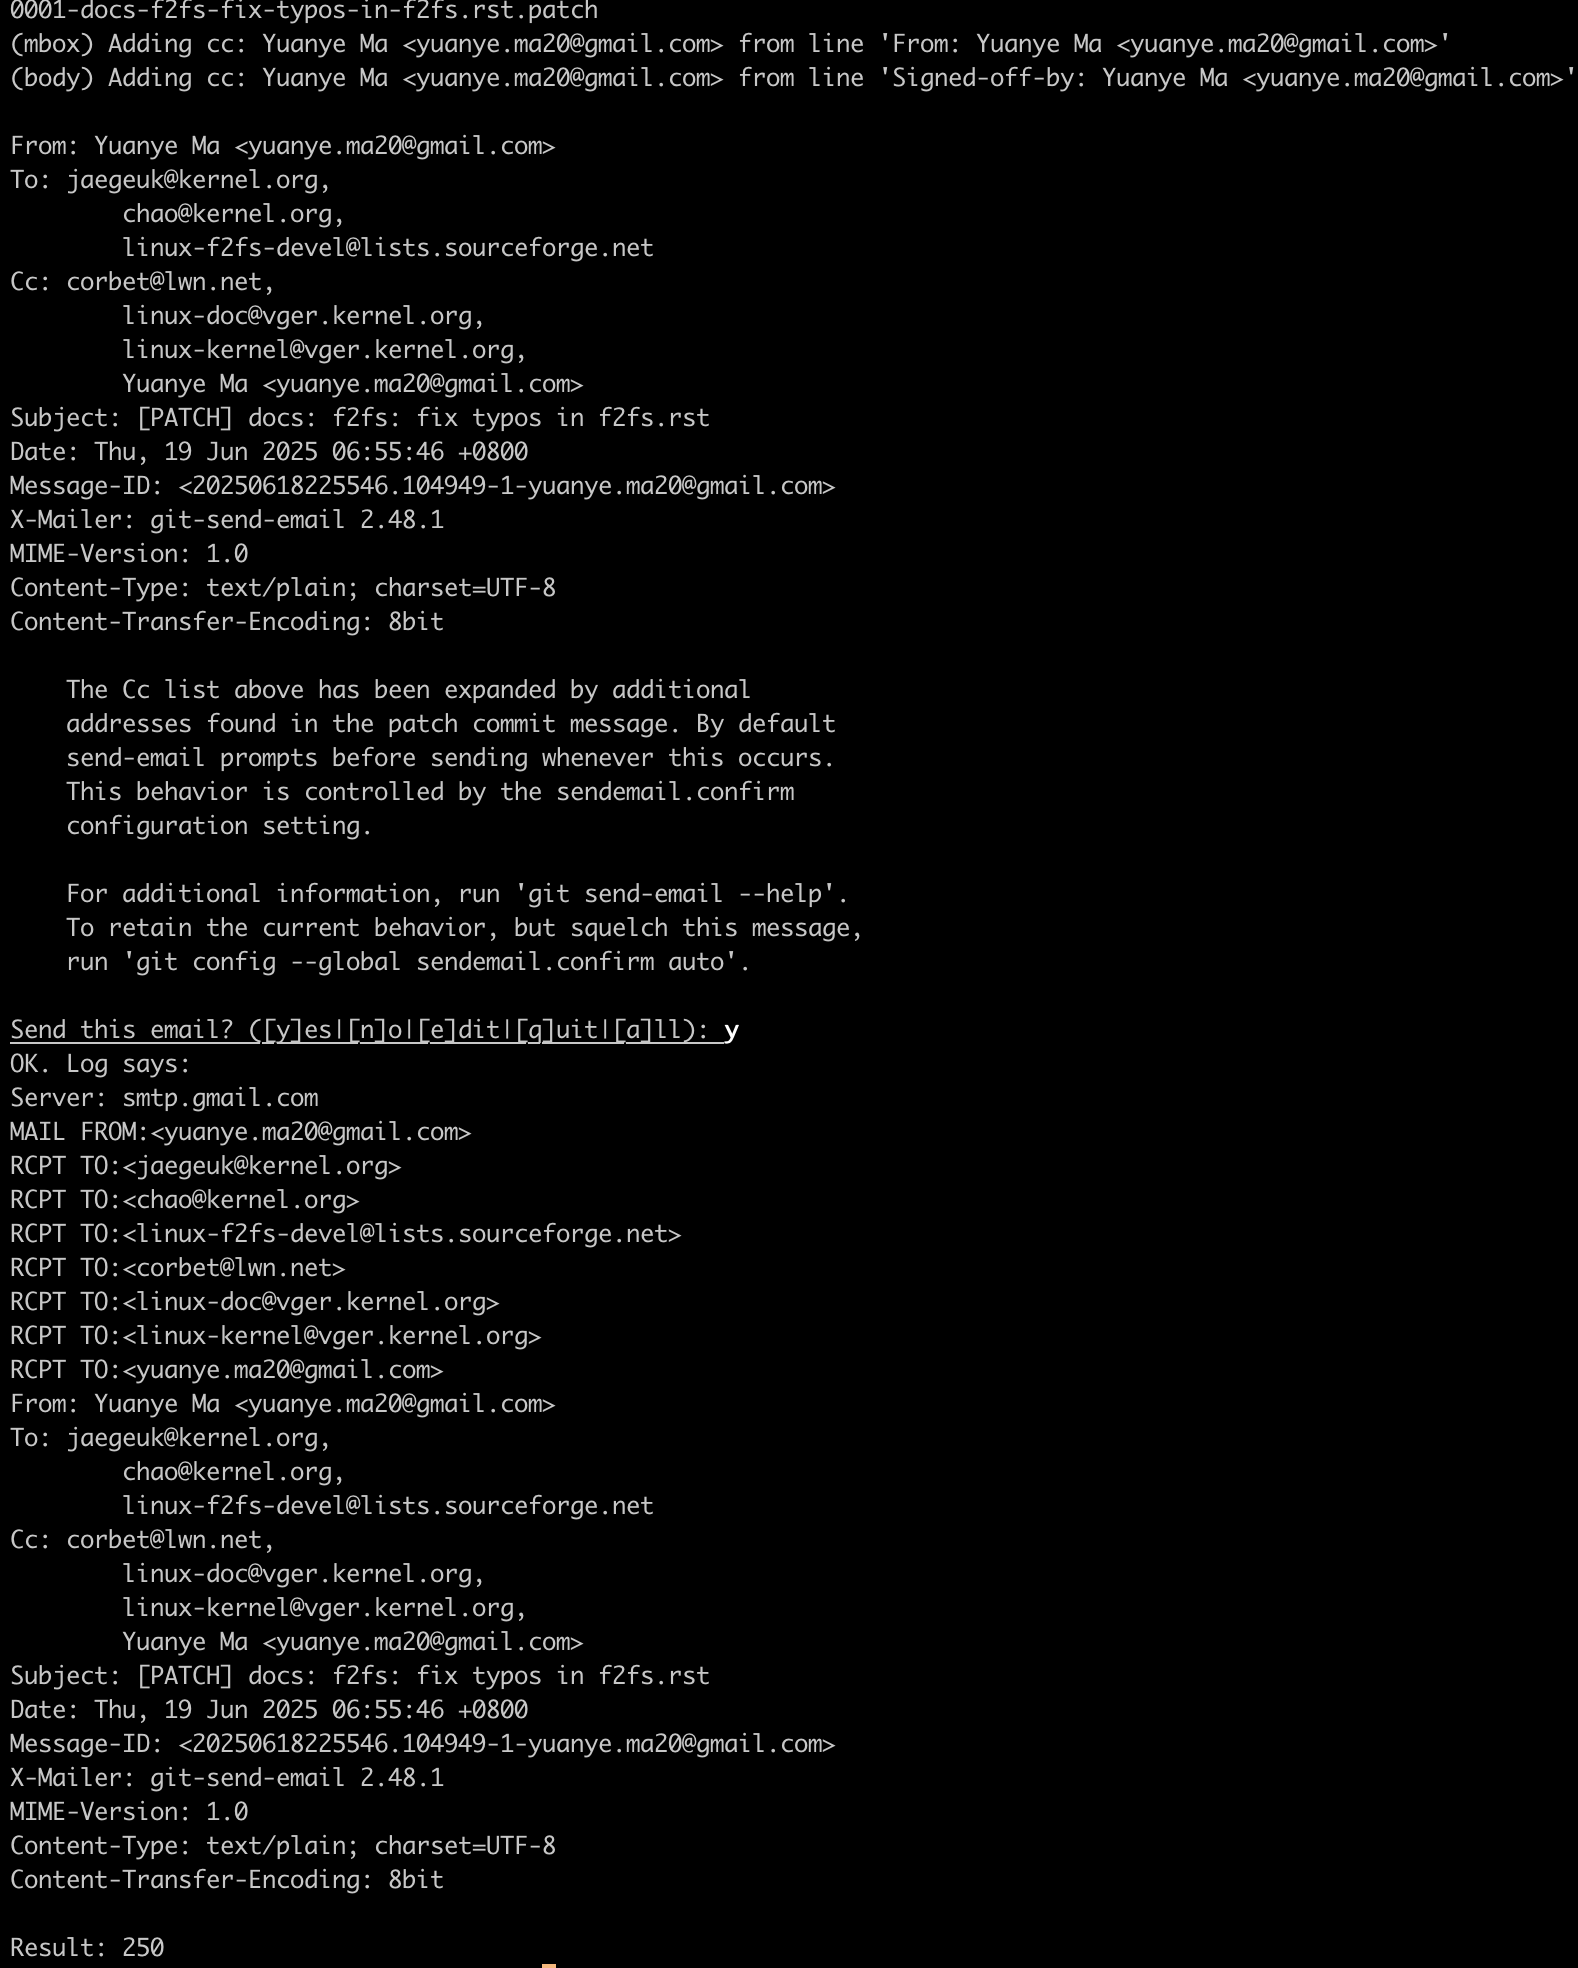 0001-docs-f2fs-fix-typos-in-f2fs.rst.patch
(mbox) Adding cc: Yuanye Ma <yuanye.ma20@gmail.com> from line 'From: Yuanye Ma <yuanye.ma20@gmail.com>'
(body) Adding cc: Yuanye Ma <yuanye.ma20@gmail.com> from line 'Signed-off-by: Yuanye Ma <yuanye.ma20@gmail.com>'
From: Yuanye Ma <yuanye.ma20@gmail.com>
To: jaegeuk@kernel.org,
chao@kernel.org,
linux-f2fs-devel@lists.sourceforge.net
Cc: corbet@lwn.net,
linux-doc@vger.kernel.org,
linux-kernel@vger.kernel.org,
Yuanye Ma <yuanye.ma20@gmail.com>
Subject: [PATCH] docs: f2fs: fix typos in f2fs.rst
Date: Thu, 19 Jun 2025 06:55:46 +0800
Message-ID: <20250618225546.104949-1-yuanye.ma20@gmail.com>
X-Mailer: git-send-email 2.48.1
MIME-Version: 1.0
Content-Type: text/plain; charset=UTF-8
Content-Transfer-Encoding: 8bit
The Cc list above has been expanded by additional
addresses found in the patch commit message. By default
send-email prompts before sending whenever this occurs.
This behavior is controlled by the sendemail.confirm
configuration setting.
For additional information, run 'git send-email --help'.
To retain the current behavior, but squelch this message,
run 'git config --global sendemail.confirm auto'.
Send this email? ([y]es|[n]o|[e]dit|[q]uit|[a]ll): y
OK. Log says:
Server: smtp.gmail.com
MAIL FROM:<yuanye.ma20@gmail.com>
RCPT TO:<jaegeuk@kernel.org>
RCPT TO:<chao@kernel.org>
RCPT TO:<linux-f2fs-devel@lists.sourceforge.net>
RCPT TO:<corbet@lwn.net>
RCPT TO:<linux-doc@vger.kernel.org>
RCPT TO:<linux-kernel@vger.kernel.org>
RCPT TO:<yuanye.ma20@gmail.com>
From: Yuanye Ma <yuanye.ma20@gmail.com>
To: jaegeuk@kernel.org,
chao@kernel.org,
linux-f2fs-devel@lists.sourceforge.net
Cc: corbet@lwn.net,
linux-doc@vger.kernel.org,
linux-kernel@vger.kernel.org,
Yuanye Ma <yuanye.ma20@gmail.com>
Subject: [PATCH] docs: f2fs: fix typos in f2fs.rst
Date: Thu, 19 Jun 2025 06:55:46 +0800
Message-ID: <20250618225546.104949-1-yuanye.ma20@gmail.com>
X-Mailer: git-send-email 2.48.1
MIME-Version: 1.0
Content-Type: text/plain; charset=UTF-8
Content-Transfer-Encoding: 8bit
Result: 250